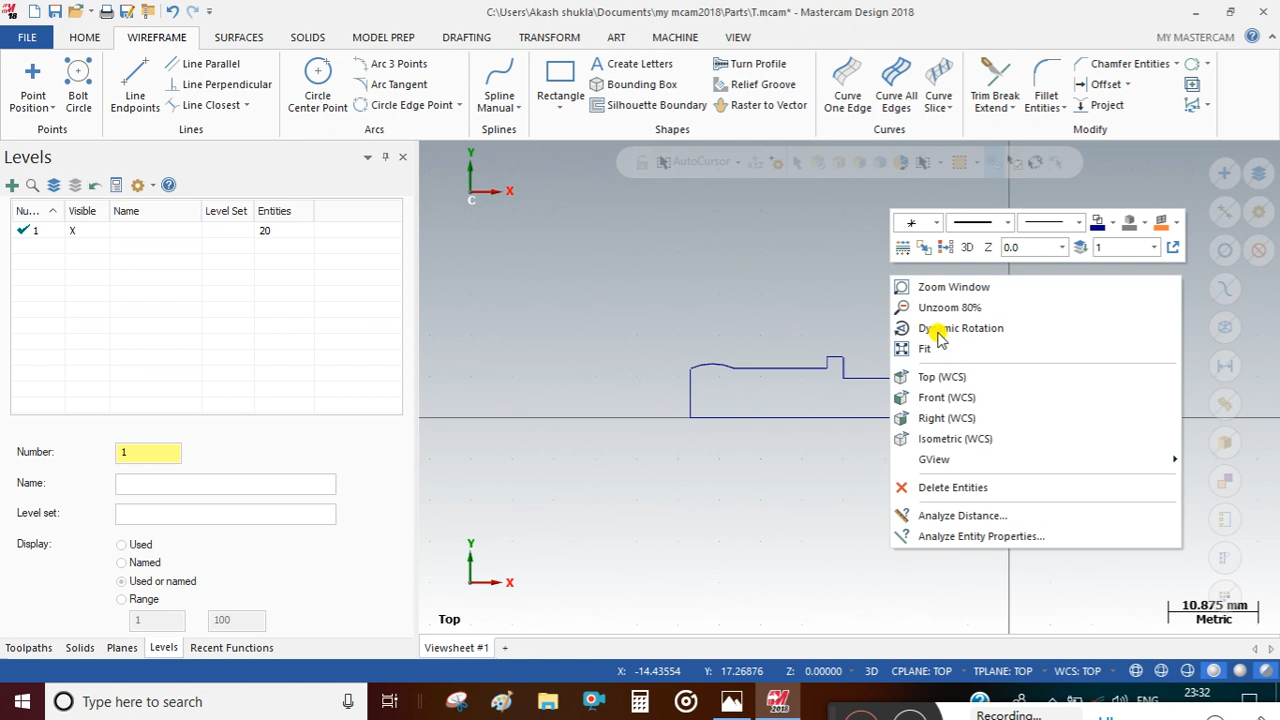 C:\Users\Akash shukla\Documents\my mcam2018\Parts\T.mcam* - Mastercam Design 2018
FILE HOME WIREFRAME SURFACES SOLIDS MODEL PREP DRAFTING TRANSFORM ART MACHINE VIEW MY MASTERCAM
Point Position
Bolt Circle
Points
Line Endpoints
Line Parallel
Line Perpendicular
Line Closest
Lines
Circle Center Point
Arc 3 Points
Arc Tangent
Circle Edge Point
Arcs
Spline Manual
Splines
Rectangle
Create Letters
Bounding Box
Silhouette Boundary
Turn Profile
Relief Groove
Raster to Vector
Shapes
Curve One Edge
Curve All Edges
Curve Slice
Curves
Trim Break Extend
Fillet Entities
Chamfer Entities
Offset
Project
Modify
Levels
Nu... Visible Name Level Set Entities
1 X 20
Number: 1
Name:
Level set:
Display: Used
Named
Used or named
Range
1 100
Toolpaths Solids Planes Levels Recent Functions
AutoCursor
Y
X
C
3D Z 0.0 1
Zoom Window
Unzoom 80%
Dynamic Rotation
Fit
Top (WCS)
Front (WCS)
Right (WCS)
Isometric (WCS)
GView
Delete Entities
Analyze Distance...
Analyze Entity Properties...
Y
X
Top
10.875 mm
Metric
Viewsheet #1 +
X: -14.43554 Y: 17.26876 Z: 0.00000 3D CPLANE: TOP TPLANE: TOP WCS: TOP
Type here to search
2018
ENG
23:32
Recording...